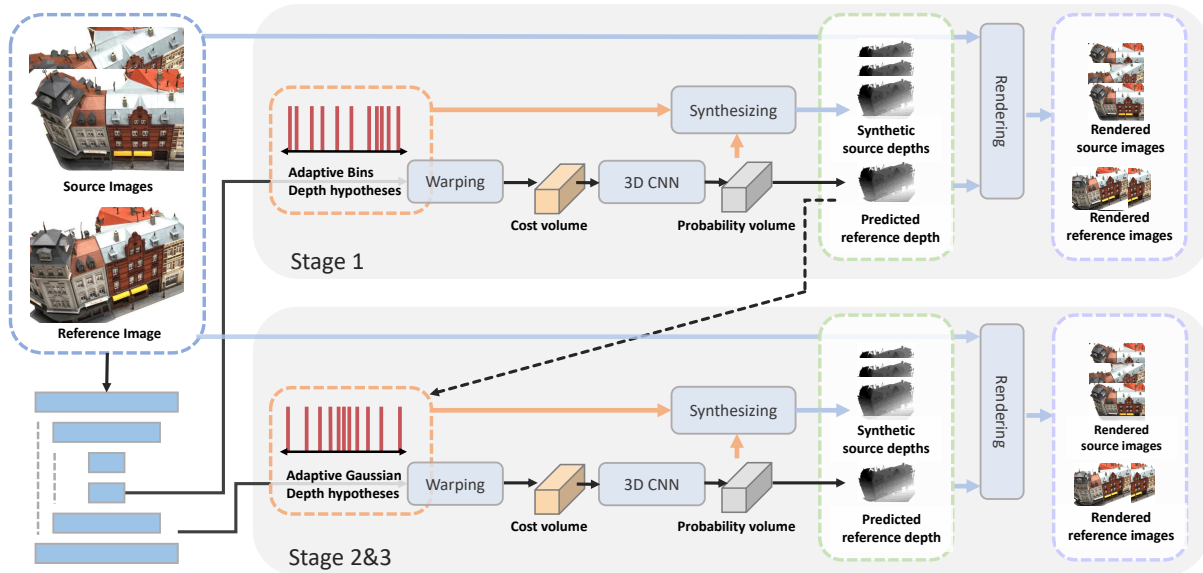 Source Images
Reference Image
Adaptive Bins
Depth hypotheses
Warping
Cost volume
3D CNN
Probability volume
Synthesizing
Synthetic
source depths
Predicted
reference depth
Rendering
Rendered
source images
Rendered
reference images
Stage 1
Adaptive Gaussian
Depth hypotheses
Warping
Cost volume
3D CNN
Probability volume
Synthesizing
Synthetic
source depths
Predicted
reference depth
Rendering
Rendered
source images
Rendered
reference images
Stage 2&3